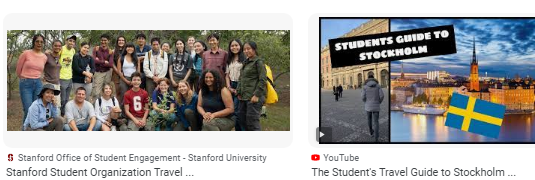 STUDENTS GUIDE TO
STOCKHOLM
S
Stanford Office of Student Engagement - Stanford University
Stanford Student Organization Travel ...
YouTube
The Student's Travel Guide to Stockholm ...